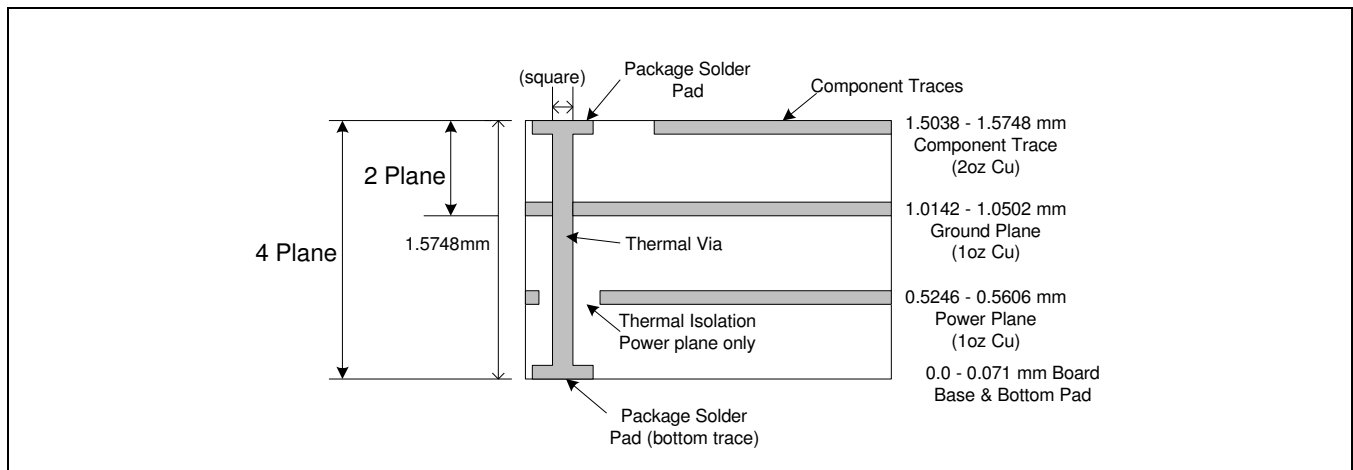 (square)
Package Solder
Pad
Component Traces
1.5038 - 1.5748 mm
Component Trace
(2oz Cu)
2 Plane
4 Plane
1.5748mm
Thermal Via
1.0142 - 1.0502 mm
Ground Plane
(1oz Cu)
Thermal Isolation
Power plane only
0.5246 - 0.5606 mm
Power Plane
(1oz Cu)
0.0 - 0.071 mm Board
Base & Bottom Pad
Package Solder
Pad (bottom trace)